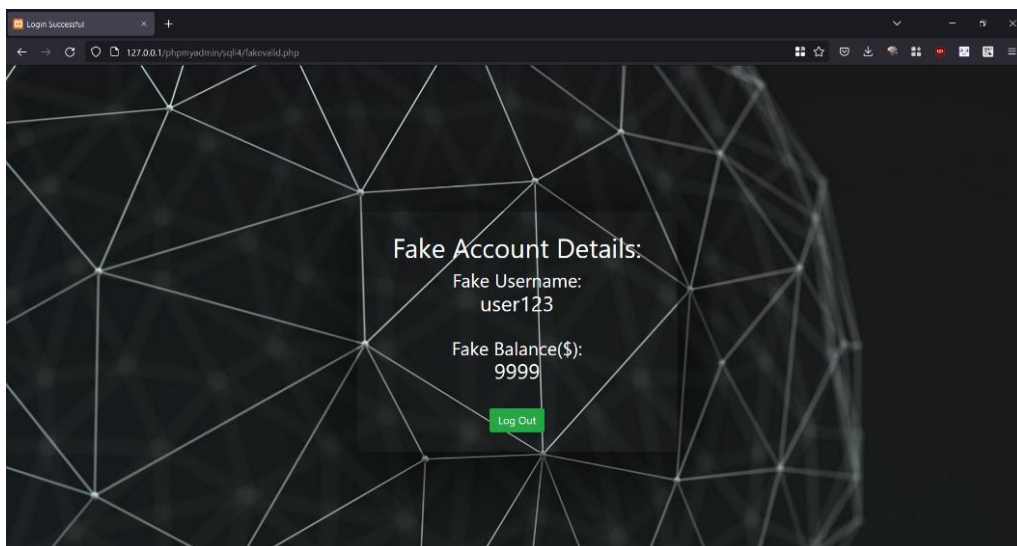 Login Successful
127.0.0.1/phpmyadmin/sqli4/fakevalid.php
Fake Account Details:
Fake Username:
user123
Fake Balance($):
9999
Log Out